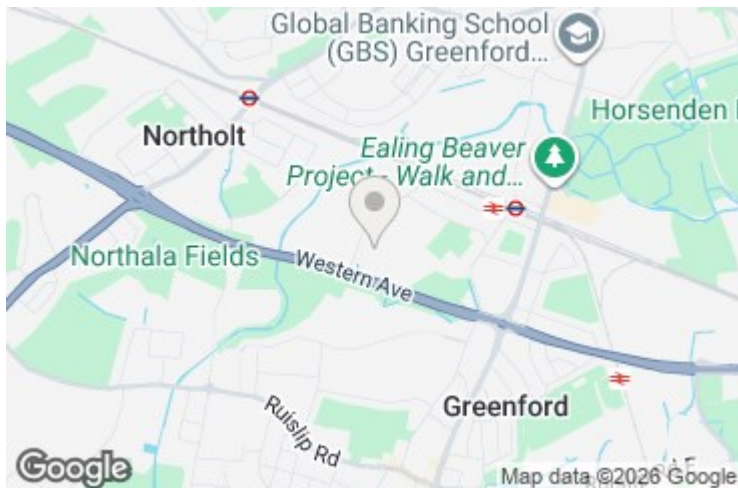 Global Banking School
(GBS) Greenford...
Horsenden
Northolt
Ealing Beaver
Project - Walk and...
Northala Fields
Western Ave
Greenford
Ruislip Rd
Google
Map data ©2026 Google